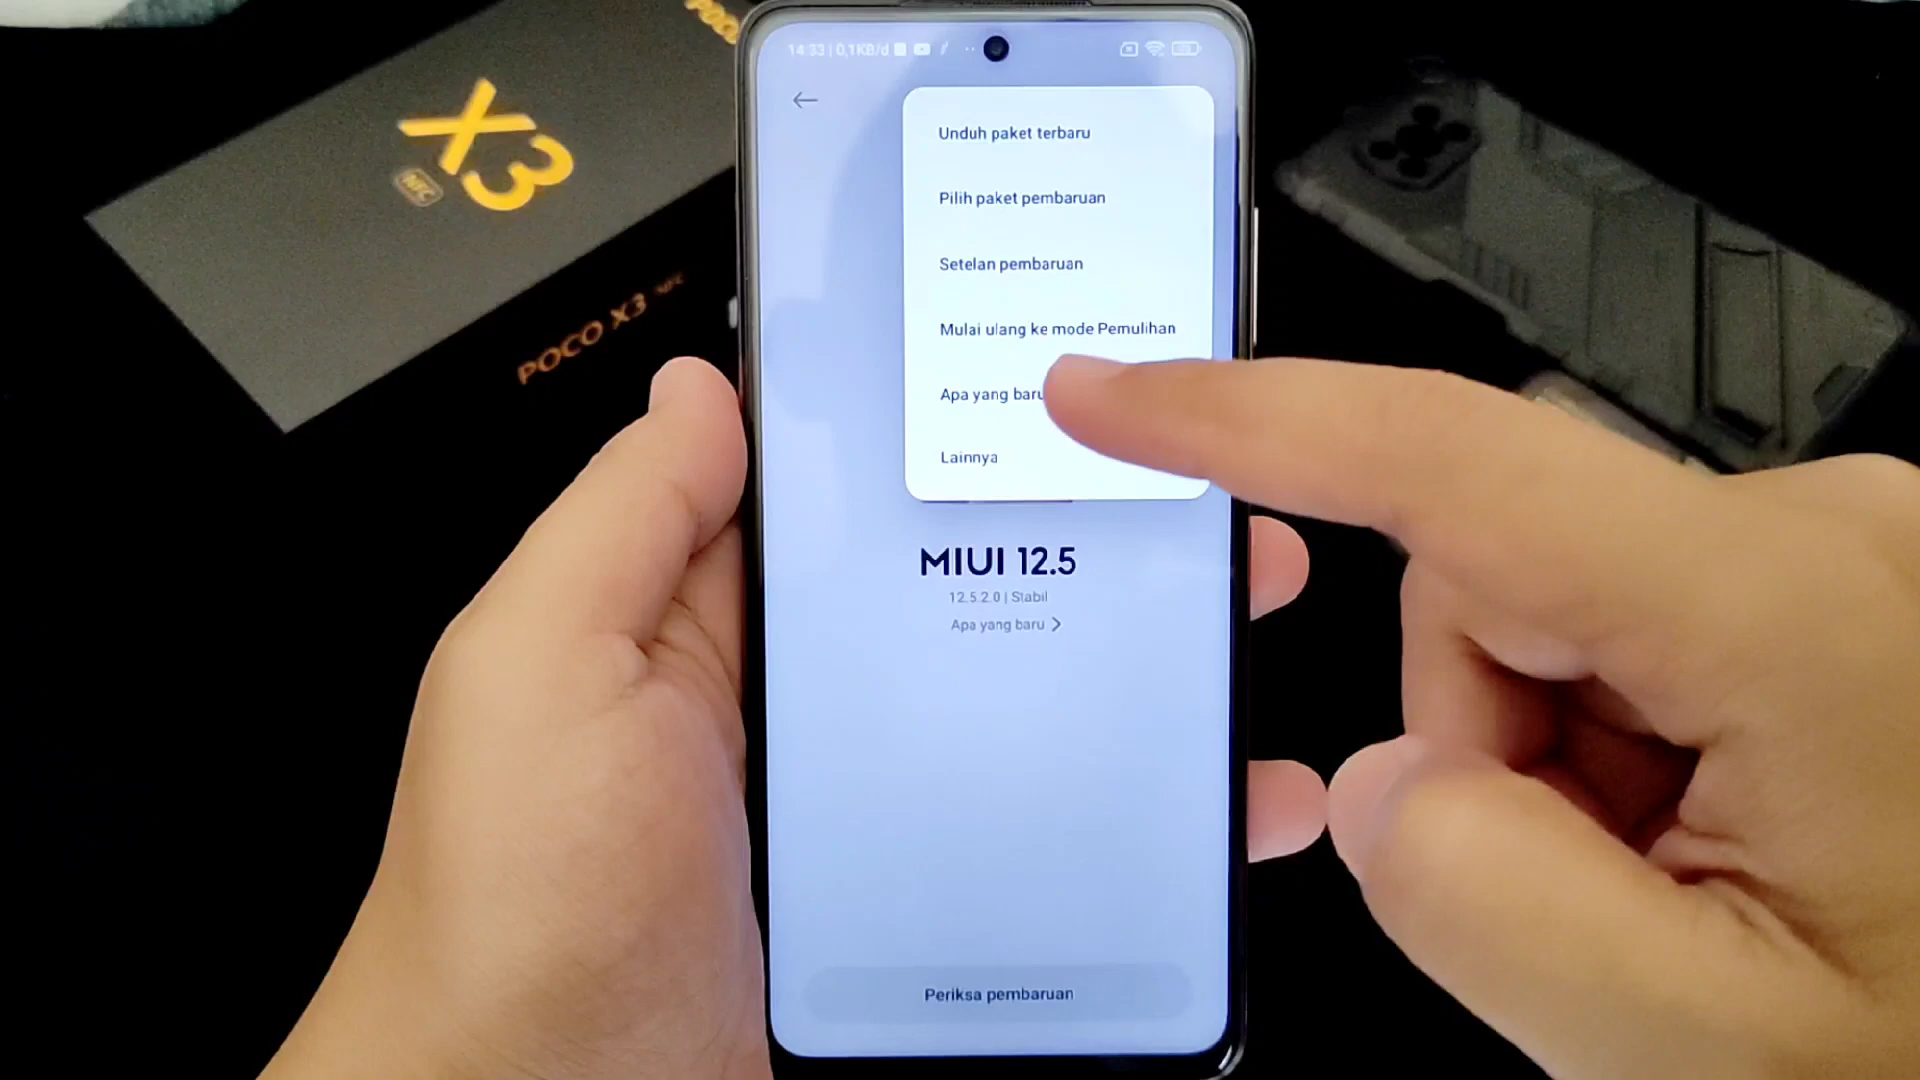 POCO
X3
NFC
POCO X3 NFC
14:33 | 0,1KB/d
Unduh paket terbaru
Pilih paket pembaruan
Setelan pembaruan
Mulai ulang ke mode Pemulihan
Apa yang baru
Lainnya
MIUI 12.5
12.5.2.0 | Stabil
Apa yang baru >
Periksa pembaruan